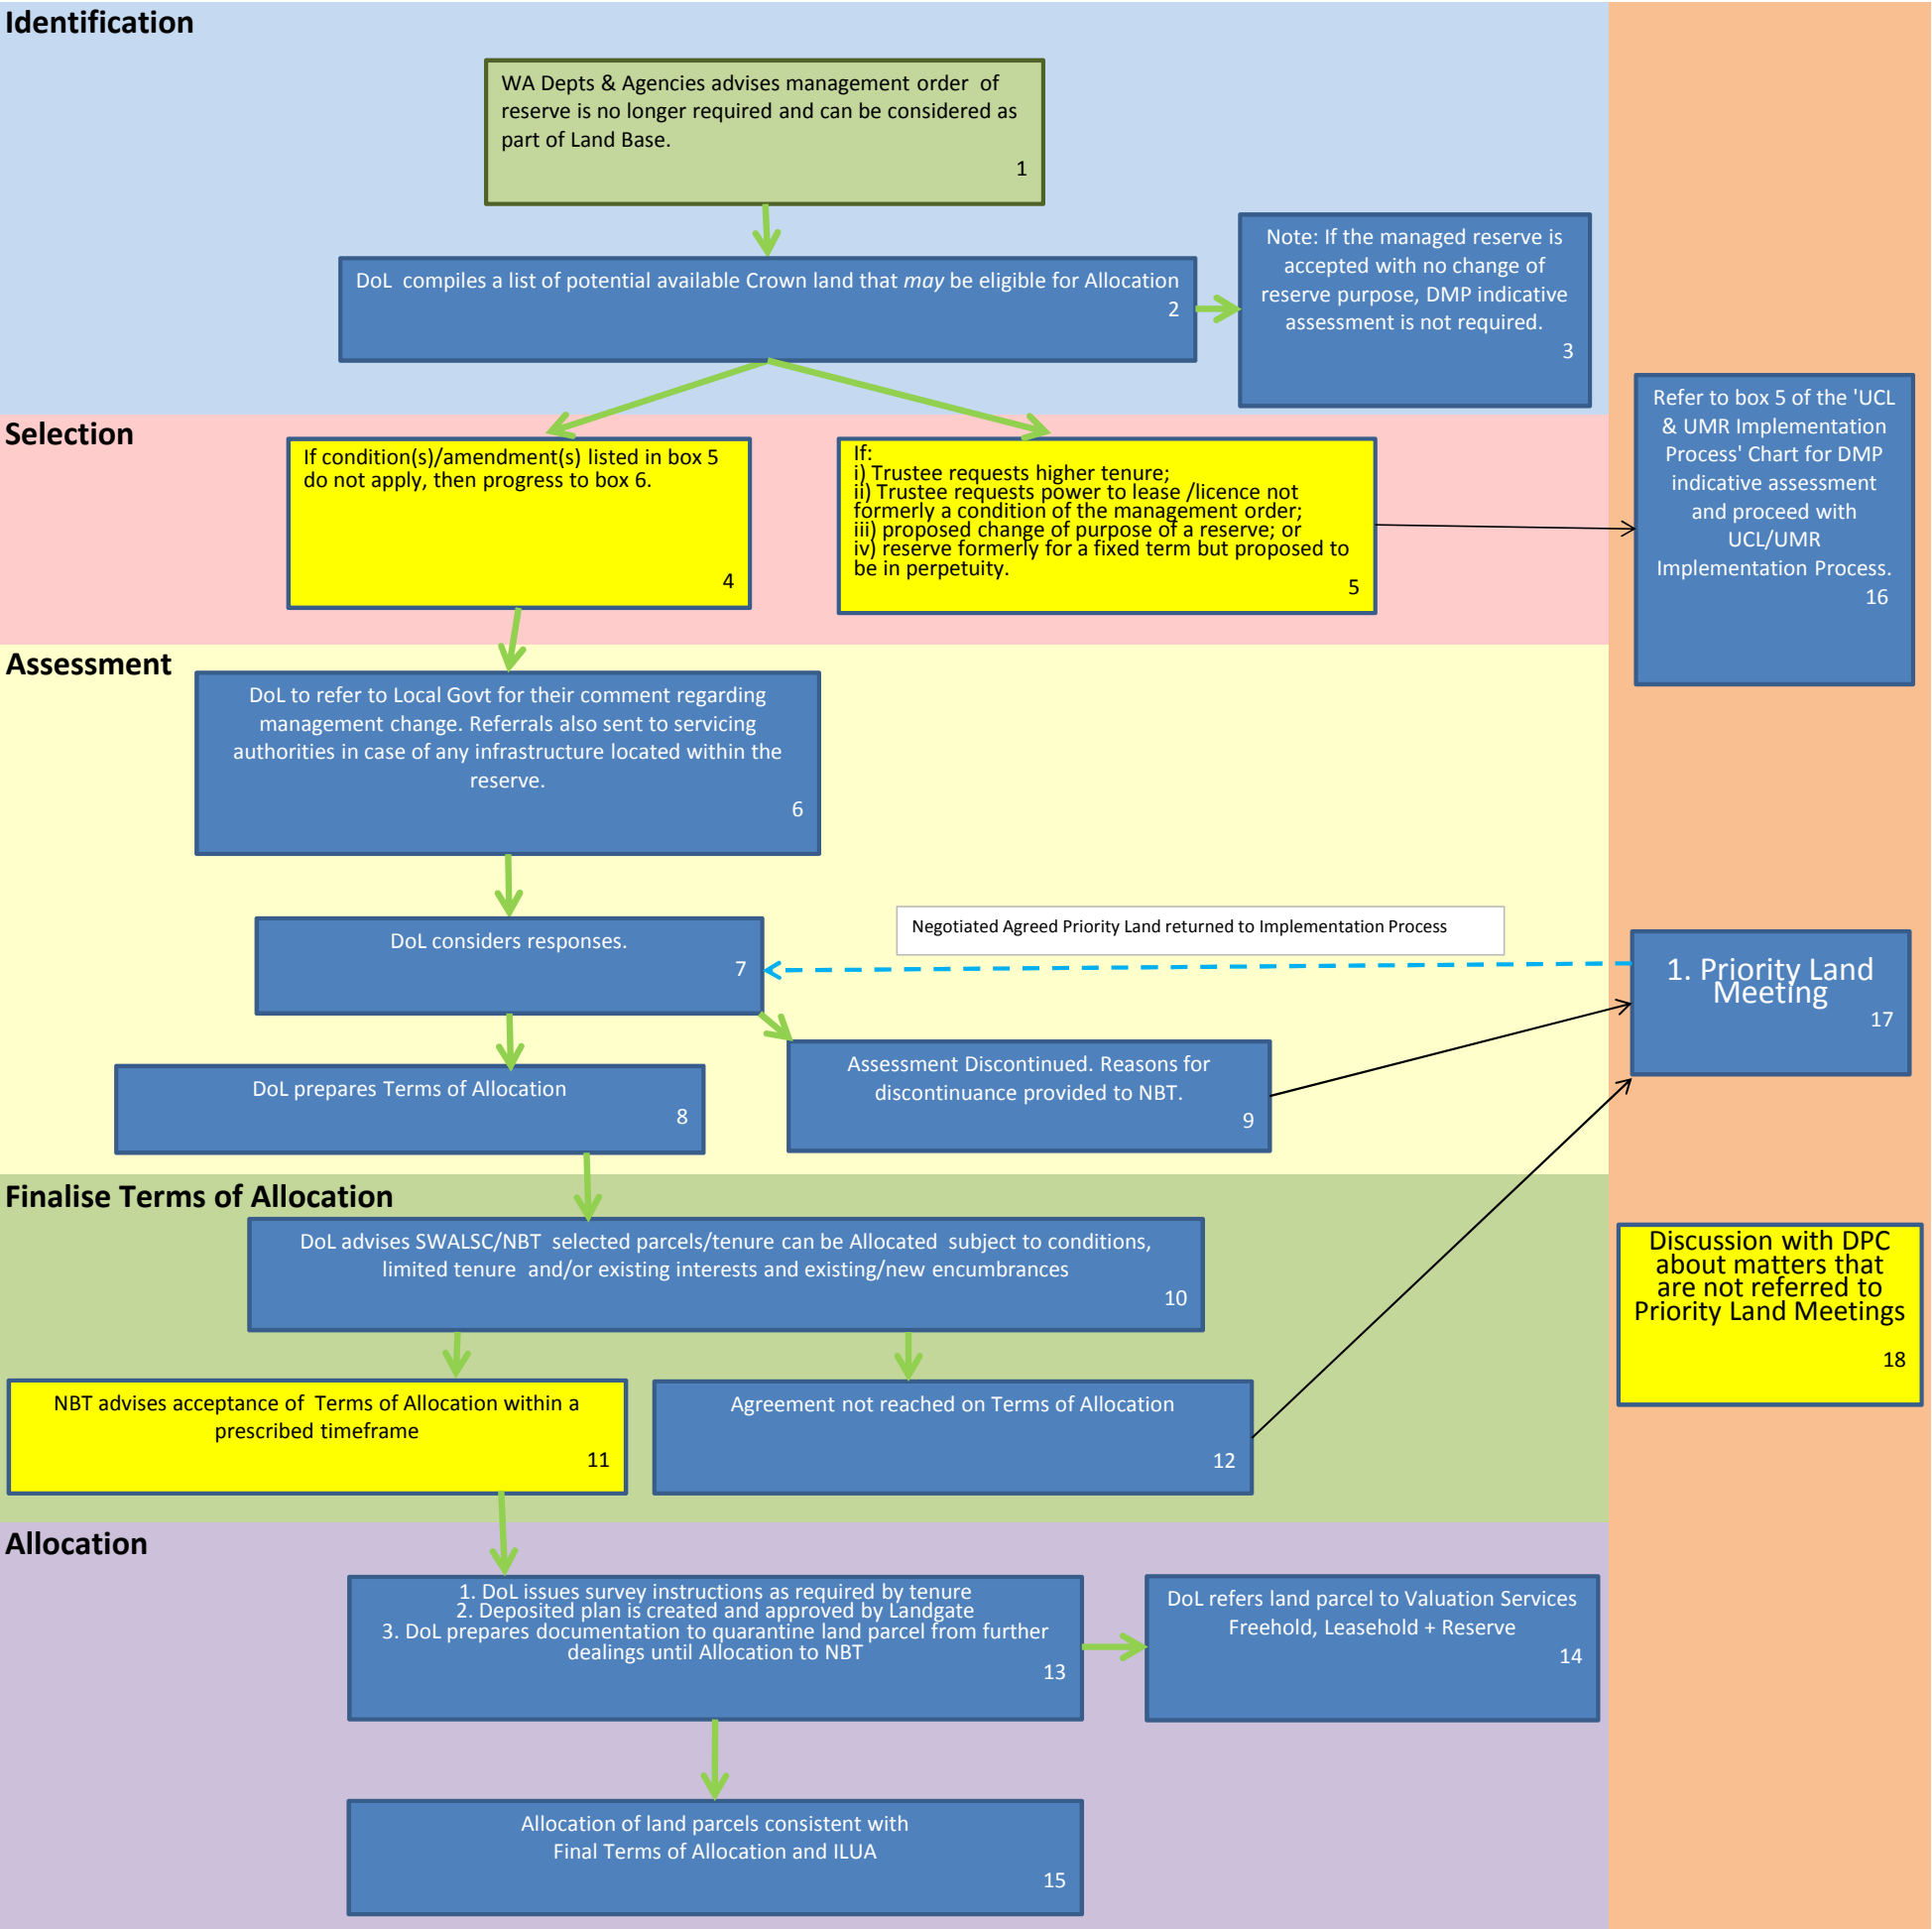 Identification
WA Depts & Agencies advises management order of
reserve is no longer required and can be considered as
part of Land Base.
1
DoL compiles a list of potential available Crown land that may be eligible for Allocation
2
Note: If the managed reserve is
accepted with no change of
reserve purpose, DMP indicative
assessment is not required.
3
Refer to box 5 of the 'UCL
& UMR Implementation
Process' Chart for DMP
indicative assessment
and proceed with
UCL/UMR
Implementation Process.
16
Selection
If condition(s)/amendment(s) listed in box 5
do not apply, then progress to box 6.
4
If:
i) Trustee requests higher tenure;
ii) Trustee requests power to lease /licence not
formerly a condition of the management order;
iii) proposed change of purpose of a reserve; or
iv) reserve formerly for a fixed term but proposed to
be in perpetuity.
5
Assessment
DoL to refer to Local Govt for their comment regarding
management change. Referrals also sent to servicing
authorities in case of any infrastructure located within the
reserve.
6
DoL considers responses.
7
Negotiated Agreed Priority Land returned to Implementation Process
1. Priority Land
Meeting
17
DoL prepares Terms of Allocation
8
Assessment Discontinued. Reasons for
discontinuance provided to NBT.
9
Finalise Terms of Allocation
DoL advises SWALSC/NBT selected parcels/tenure can be Allocated subject to conditions,
limited tenure and/or existing interests and existing/new encumbrances
10
Discussion with DPC
about matters that
are not referred to
Priority Land Meetings
18
NBT advises acceptance of Terms of Allocation within a
prescribed timeframe
11
Agreement not reached on Terms of Allocation
12
Allocation
1. DoL issues survey instructions as required by tenure
2. Deposited plan is created and approved by Landgate
3. DoL prepares documentation to quarantine land parcel from further
dealings until Allocation to NBT
13
DoL refers land parcel to Valuation Services
Freehold, Leasehold + Reserve
14
Allocation of land parcels consistent with
Final Terms of Allocation and ILUA
15